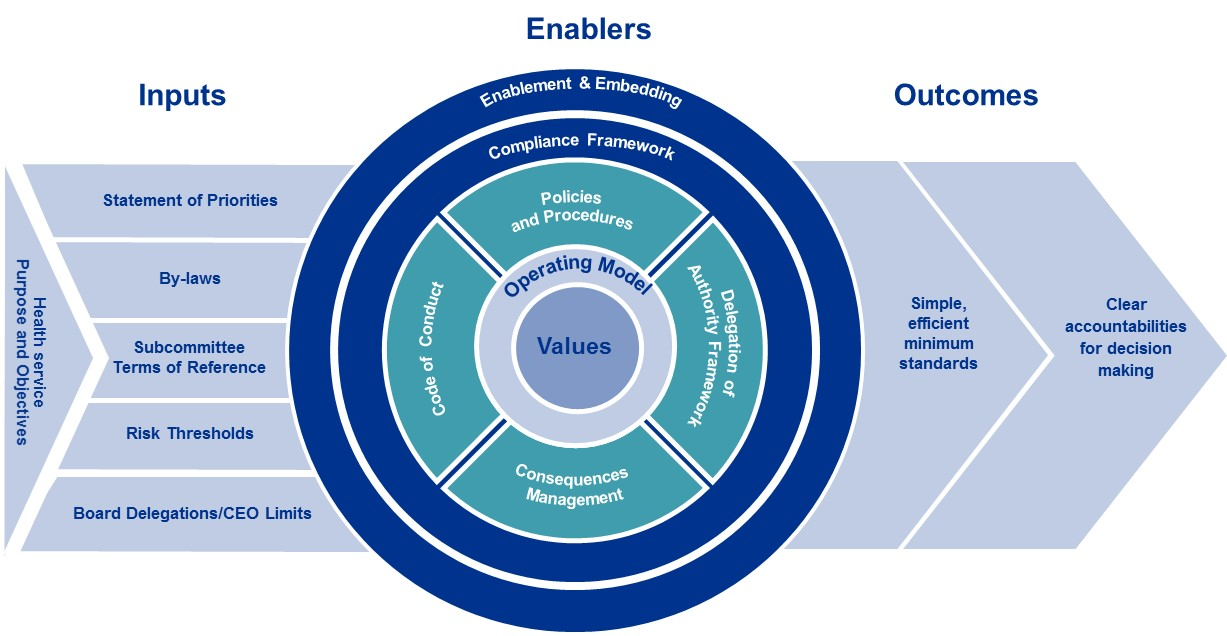 Enablers
Inputs
Outcomes
Health service
Purpose and Objectives
Statement of Priorities
By-laws
Subcommittee
Terms of Reference
Risk Thresholds
Board Delegations/CEO Limits
Enablement & Embedding
Compliance Framework
Policies
and Procedures
Code of Conduct
Operating Model
Values
Delegation of
Authority Framework
Consequences
Management
Simple,
efficient
minimum
standards
Clear
accountabilities
for decision
making